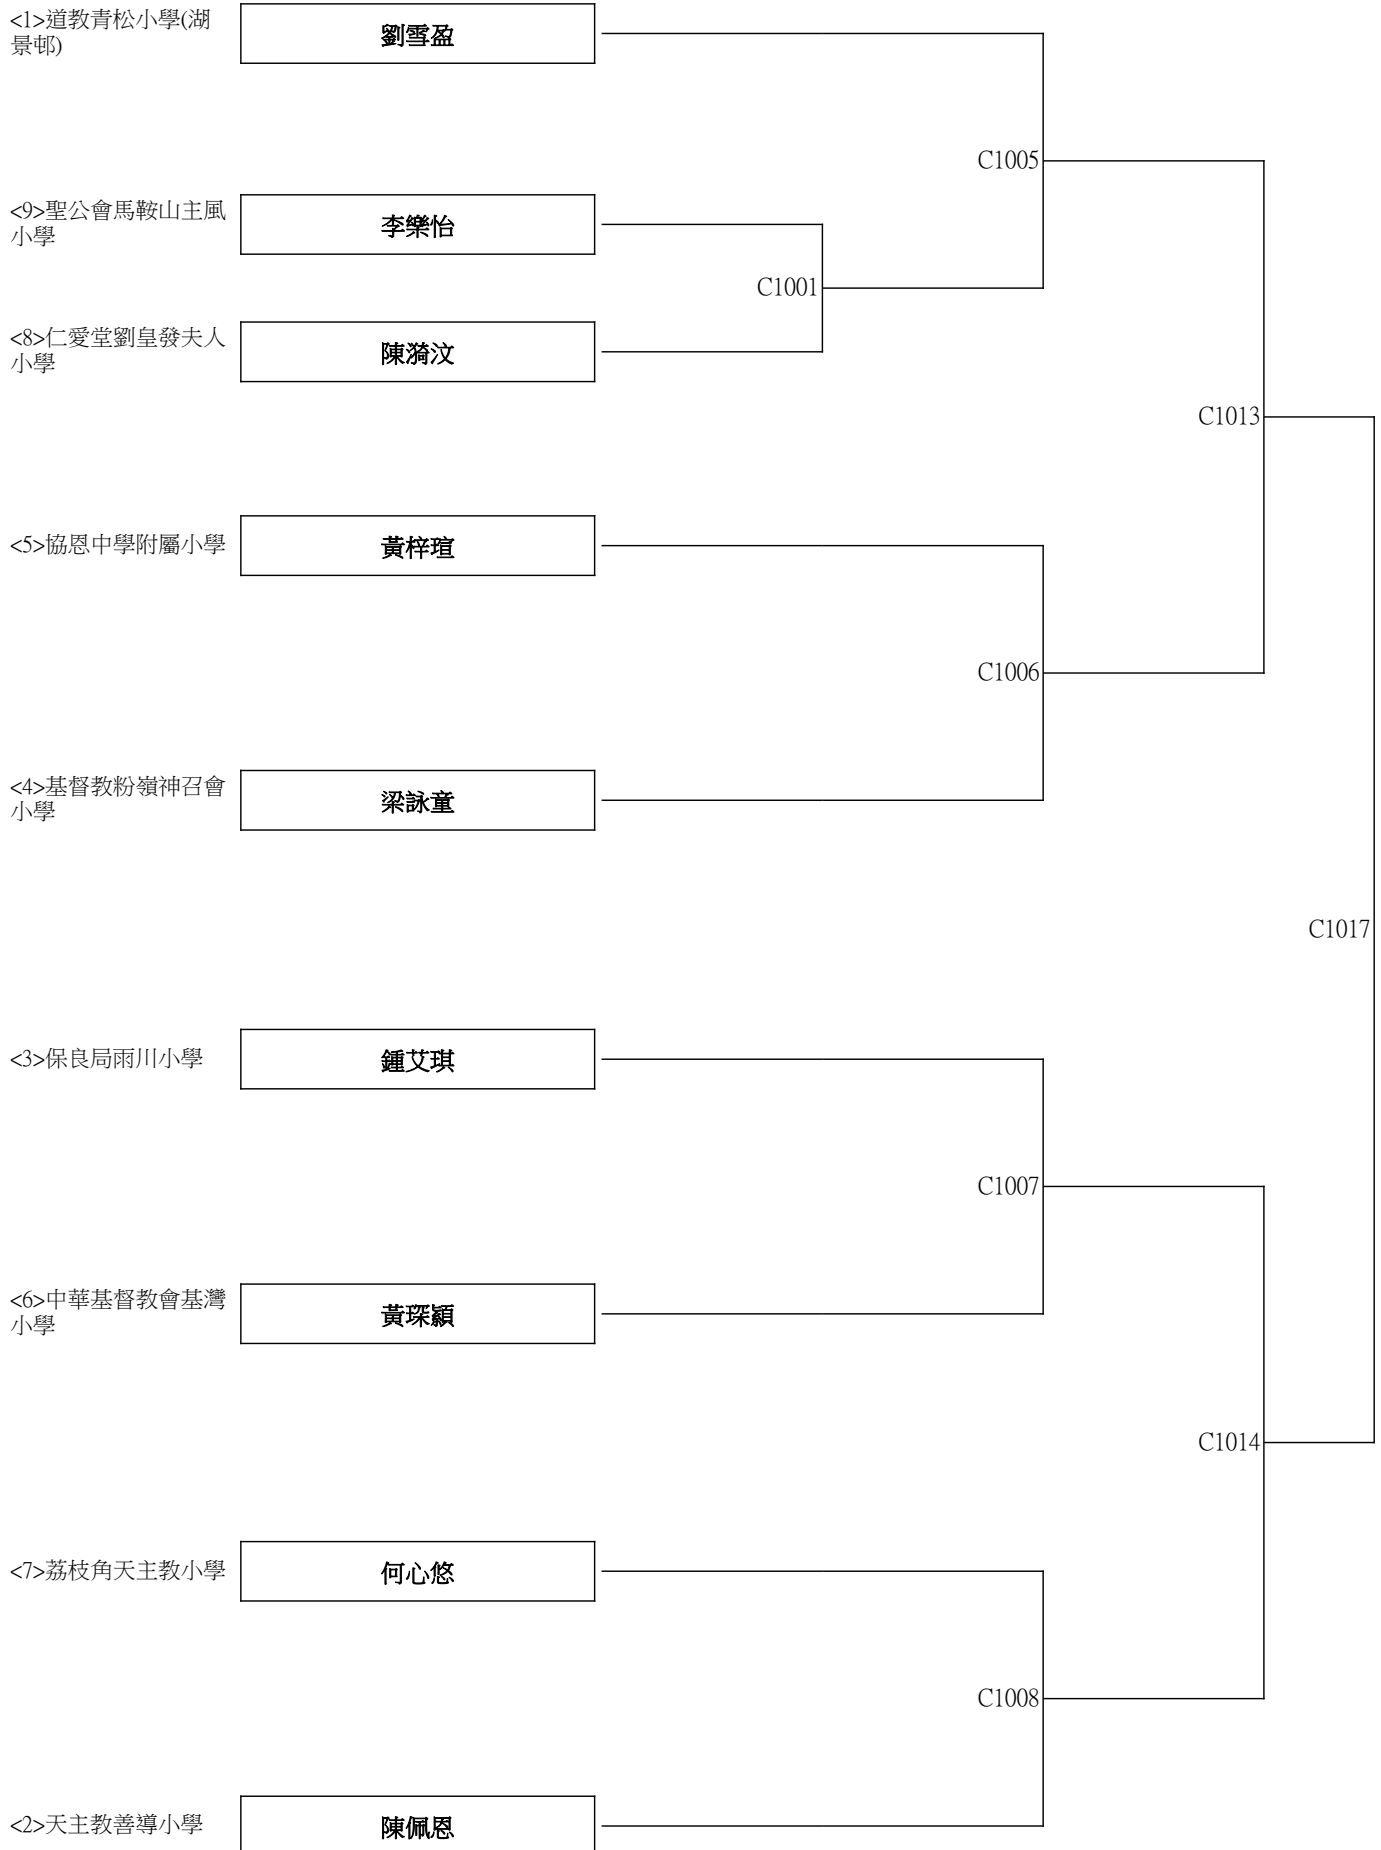 <1>道教青松小學(湖
景邨)
劉雪盈
C1005
<9>聖公會馬鞍山主風
小學
李樂怡
C1001
<8>仁愛堂劉皇發夫人
小學
陳漪汶
C1013
<5>協恩中學附屬小學
黃梓瑄
C1006
<4>基督教粉嶺神召會
小學
梁詠童
C1017
<3>保良局雨川小學
鍾艾琪
C1007
<6>中華基督教會基灣
小學
黃琛穎
C1014
<7>荔枝角天主教小學
何心悠
C1008
<2>天主教善導小學
陳佩恩